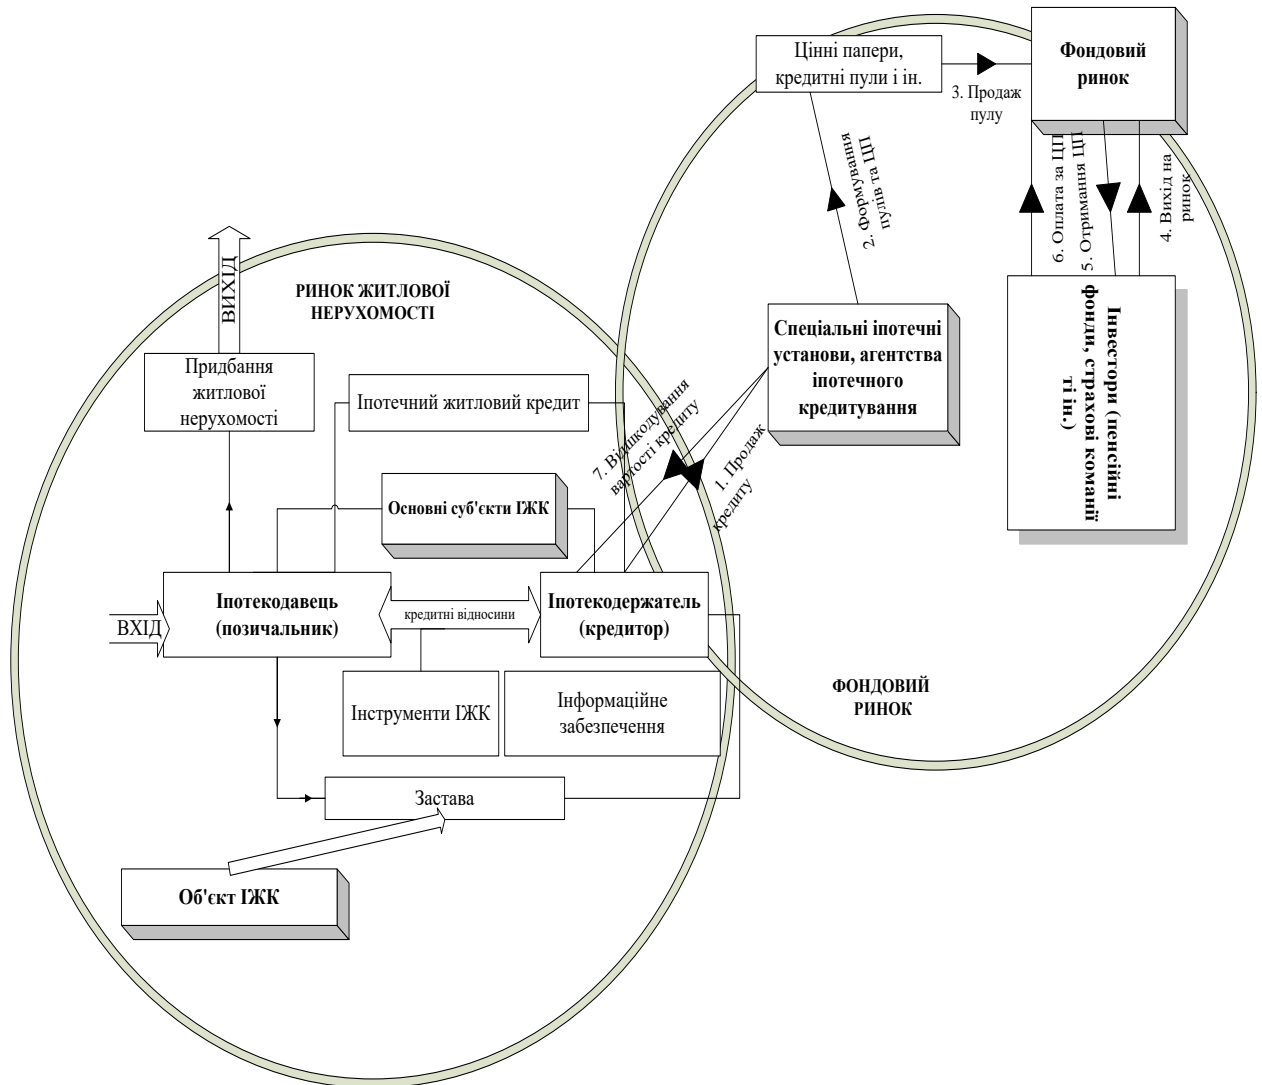 Цінні папери,
кредитні пули і ін.
Фондовий
ринок
3. Продаж
пулу
2. Формування
пулів та ЦП
6. Оплата за ЦП
5. Отримання ЦП
4. Вихід на
ринок
ВИХІД
РИНОК ЖИТЛОВОЇ
НЕРУХОМОСТІ
Спеціальні іпотечні
установи, агентства
іпотечного
кредитування
Інвестори (пенсійні
фонди, страхові команії
ті ін.)
Придбання
житлової
нерухомості
Іпотечний житловий кредит
7. Відшкодування
вартості кредиту
1. Продаж
кредиту
Основні суб'єкти ІЖК
ВХІД
Іпотекодавець
(позичальник)
кредитні відносини
Іпотекодержатель
(кредитор)
Інструменти ІЖК
Інформаційне
забезпечення
ФОНДОВИЙ
РИНОК
Застава
Об'єкт ІЖК